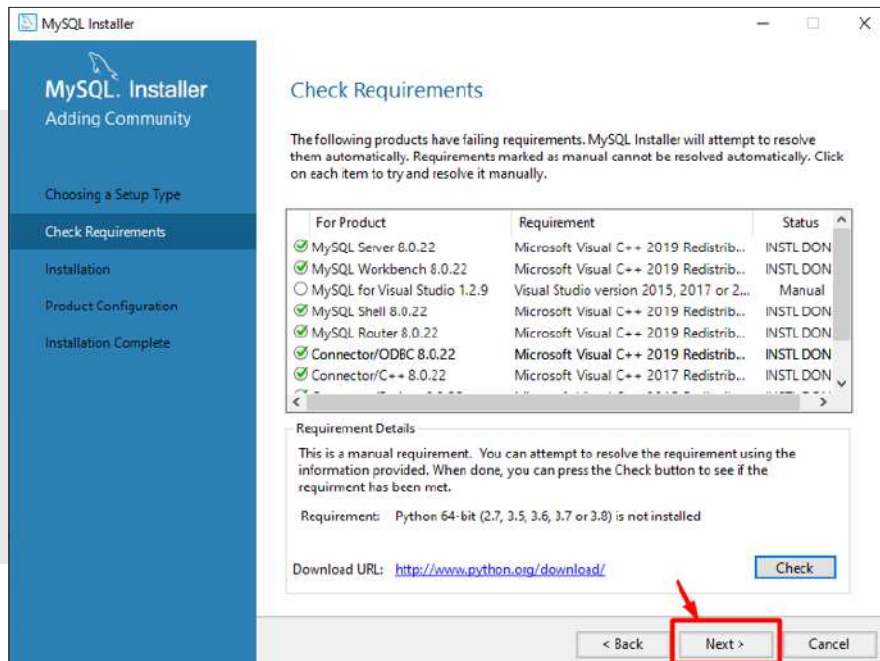 MySQL Installer
MySQL. Installer
Adding Community
Choosing a Setup Type
Check Requirements
Installation
Product Configuration
Installation Complete
Check Requirements
The following products have failing requirements. MySQL Installer will attempt to resolve
them automatically. Requirements marked as manual cannot be resolved automatically. Click
on each item to try and resolve it manually.
For Product Requirement Status
MySQL Server 8.0.22 Microsoft Visual C++ 2019 Redistrib... INSTL DON
MySQL Workbench 8.0.22 Microsoft Visual C++ 2019 Redistrib... INSTL DON
MySQL for Visual Studio 1.2.9 Visual Studio version 2015, 2017 or 2... Manual
MySQL Shell 8.0.22 Microsoft Visual C++ 2019 Redistrib... INSTL DON
MySQL Router 8.0.22 Microsoft Visual C++ 2019 Redistrib... INSTL DON
Connector/ODBC 8.0.22 Microsoft Visual C++ 2019 Redistrib... INSTL DON
Connector/C++ 8.0.22 Microsoft Visual C++ 2017 Redistrib... INSTL DON
Requirement Details
This is a manual requirement. You can attempt to resolve the requirement using the
information provided. When done, you can press the Check button to see if the
requirment has been met.
Requirement: Python 64-bit (2.7, 3.5, 3.6, 3.7 or 3.8) is not installed
Download URL: http://www.python.org/download/
Check
< Back
Next >
Cancel